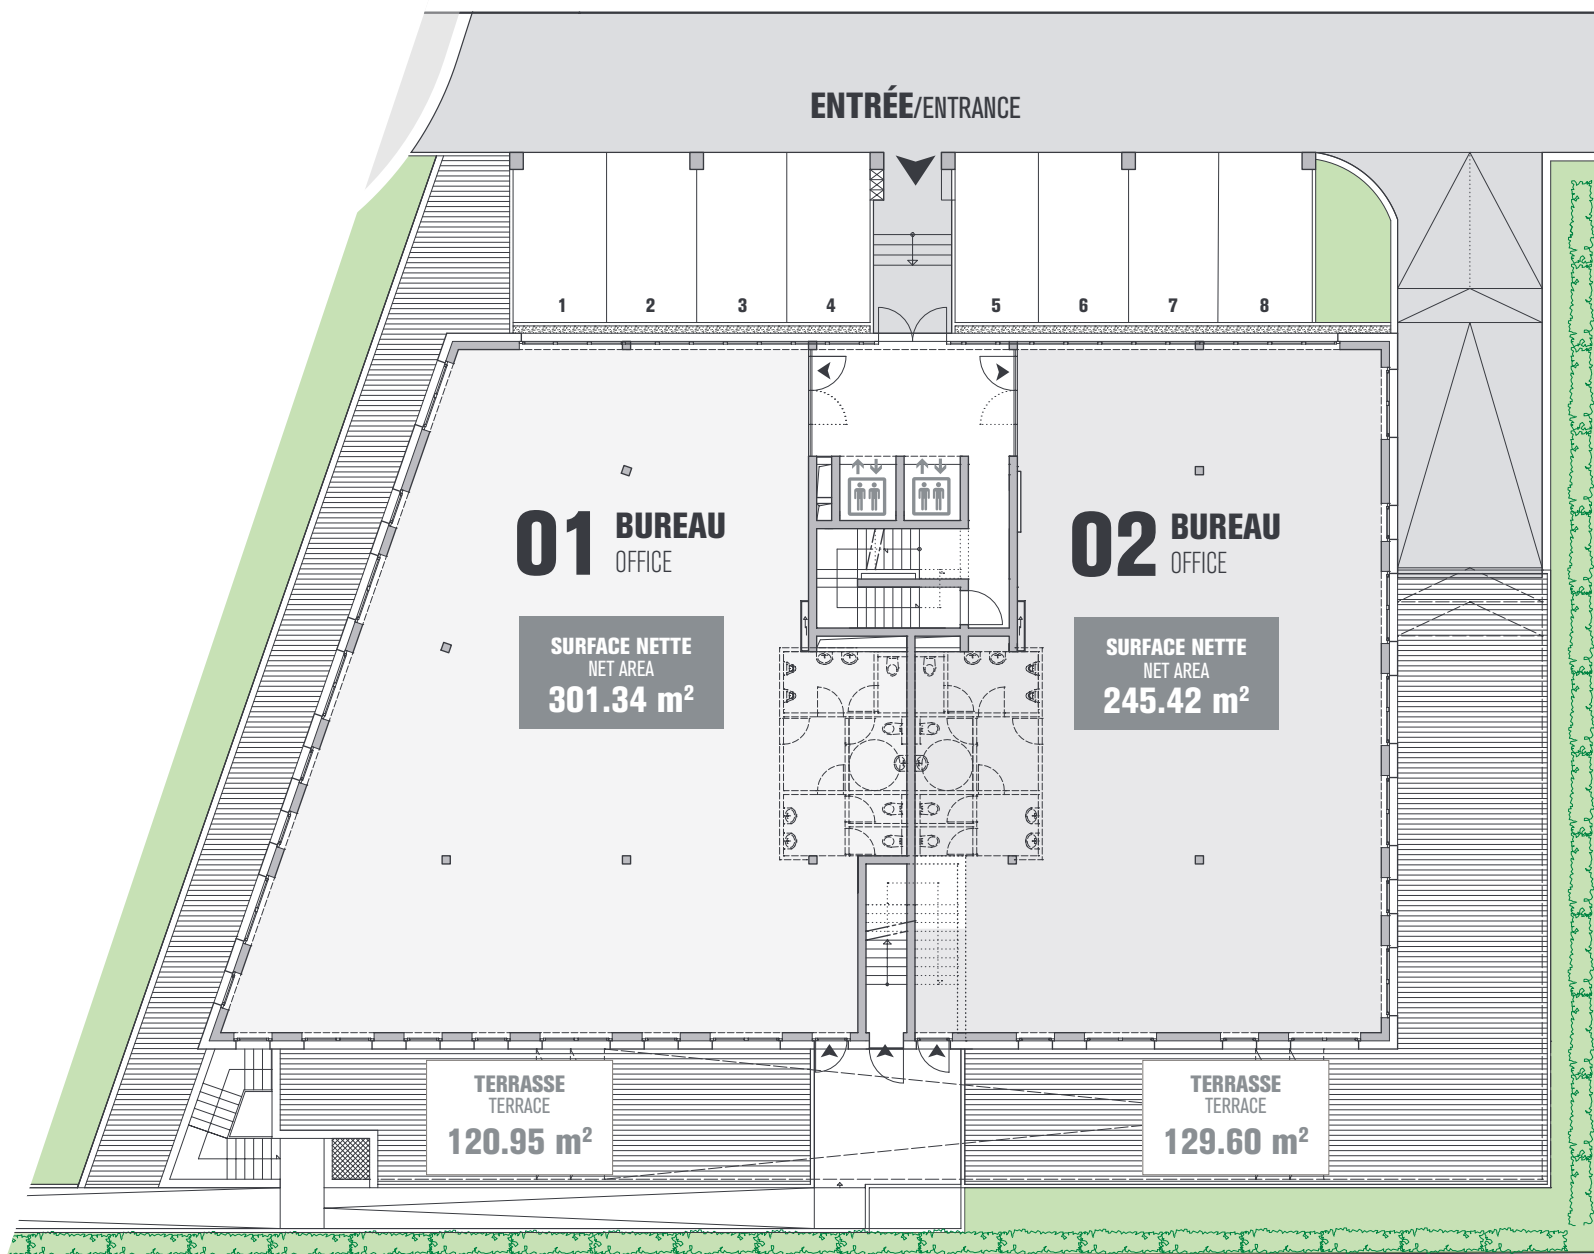 ENTRÉE/ENTRANCE
1 2 3 4 5 6 7 8
01 BUREAU
OFFICE
SURFACE NETTE
NET AREA
301.34 m²
02 BUREAU
OFFICE
SURFACE NETTE
NET AREA
245.42 m²
TERRASSE
TERRACE
120.95 m²
TERRASSE
TERRACE
129.60 m²